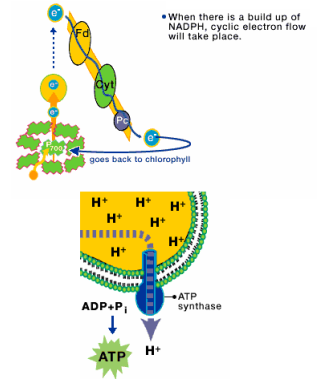 e-
• When there is a build up of
NADPH, cyclic electron flow
will take place.
Fd
Cyt
e-
e-
Pc
e-
P700
goes back to chlorophyll
H+ H+ H+
H+ H+
H+ H+
ADP+Pi
ATP
synthase
ATP
H+